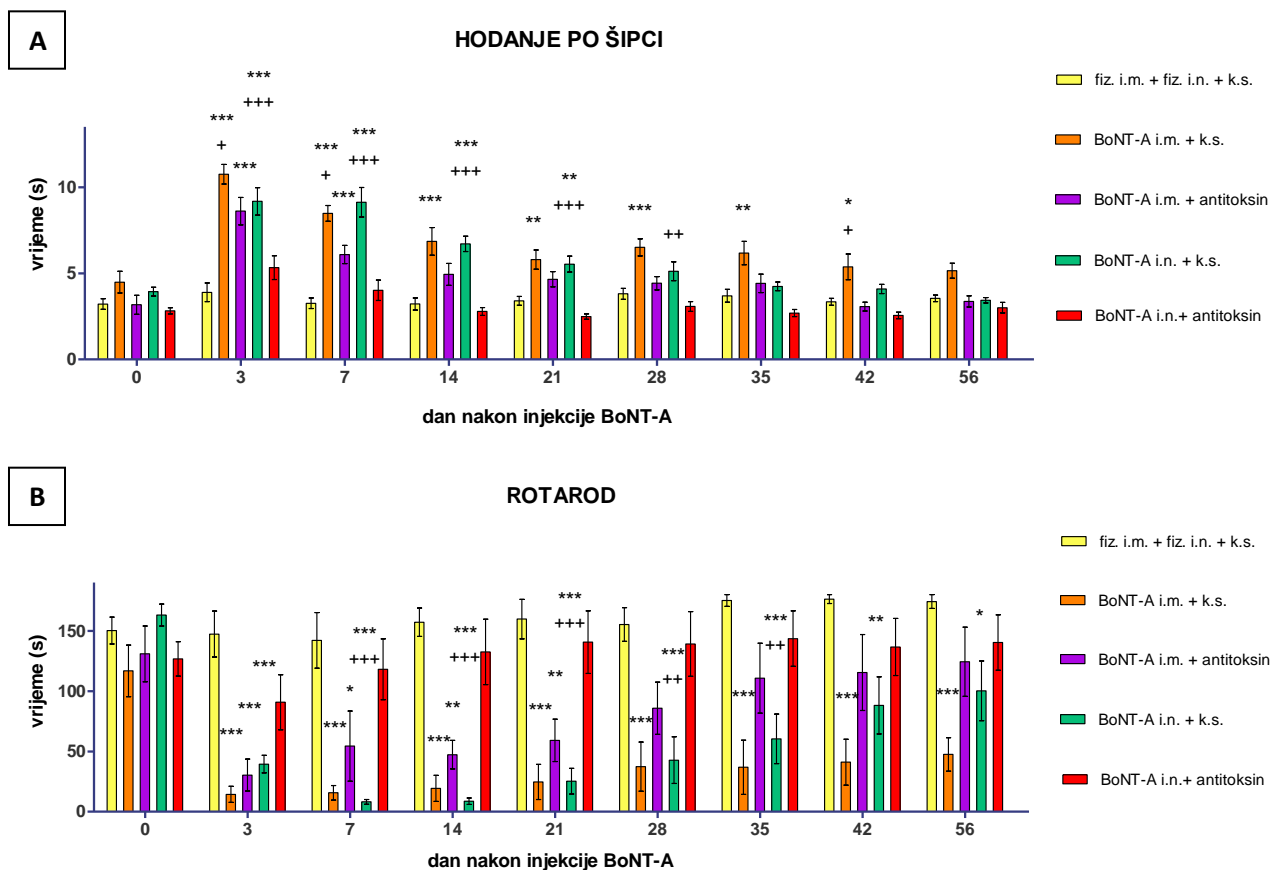 A
HODANJE PO ŠIPCI
*** *** *** *** *** *** *** *** *** ** ** *** ** *
+ +++ + +++ +++ +++ ++ +
vrijeme (s)
10
5
0
0 3 7 14 21 28 35 42 56
dan nakon injekcije BoNT-A
fiz. i.m. + fiz. i.n. + k.s.
BoNT-A i.m. + k.s.
BoNT-A i.m. + antitoksin
BoNT-A i.n. + k.s.
BoNT-A i.n.+ antitoksin
B
ROTAROD
*** *** *** *** * *** *** ** *** *** ** *** *** *** *** *** *** ** *** *
+++ +++ +++ ++ ++
vrijeme (s)
150
100
50
0
0 3 7 14 21 28 35 42 56
dan nakon injekcije BoNT-A
fiz. i.m. + fiz. i.n. + k.s.
BoNT-A i.m. + k.s.
BoNT-A i.m. + antitoksin
BoNT-A i.n. + k.s.
BoNT-A i.n.+ antitoksin